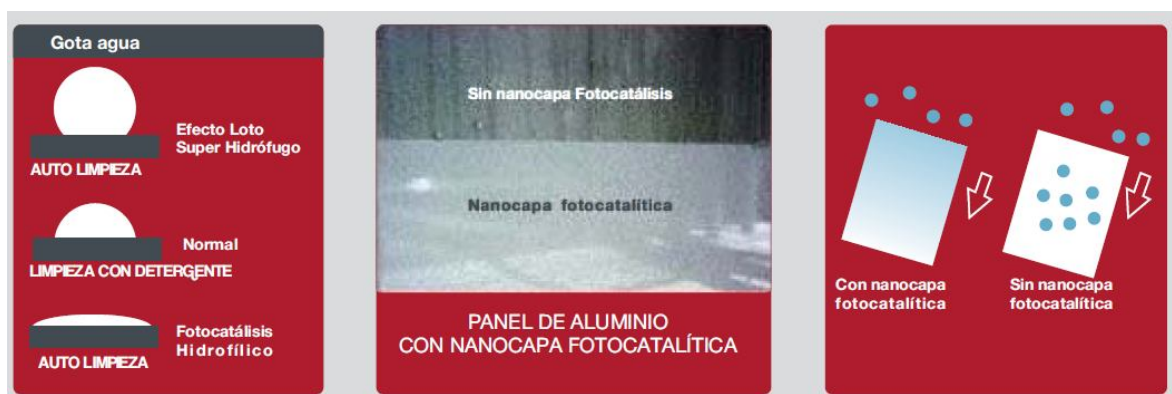 Gota agua
Efecto Loto
Super Hidrófugo
AUTO LIMPIEZA
Normal
LIMPIEZA CON DETERGENTE
Fotocatálisis
Hidrofílico
AUTO LIMPIEZA
Sin nanocapa Fotocatálisis
Nanocapa fotocatalítica
PANEL DE ALUMINIO
CON NANOCAPA FOTOCATALÍTICA
Con nanocapa
fotocatalítica
Sin nanocapa
fotocatalítica